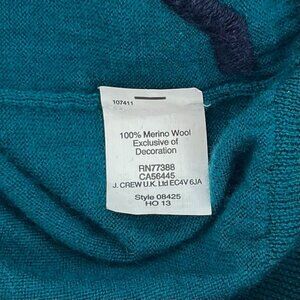 107411
100% Merino Wool
Exclusive of
Decoration
RN77388
CA56445
J. CREW U.K. Ltd EC4V 6JA
Style 08425
HO 13